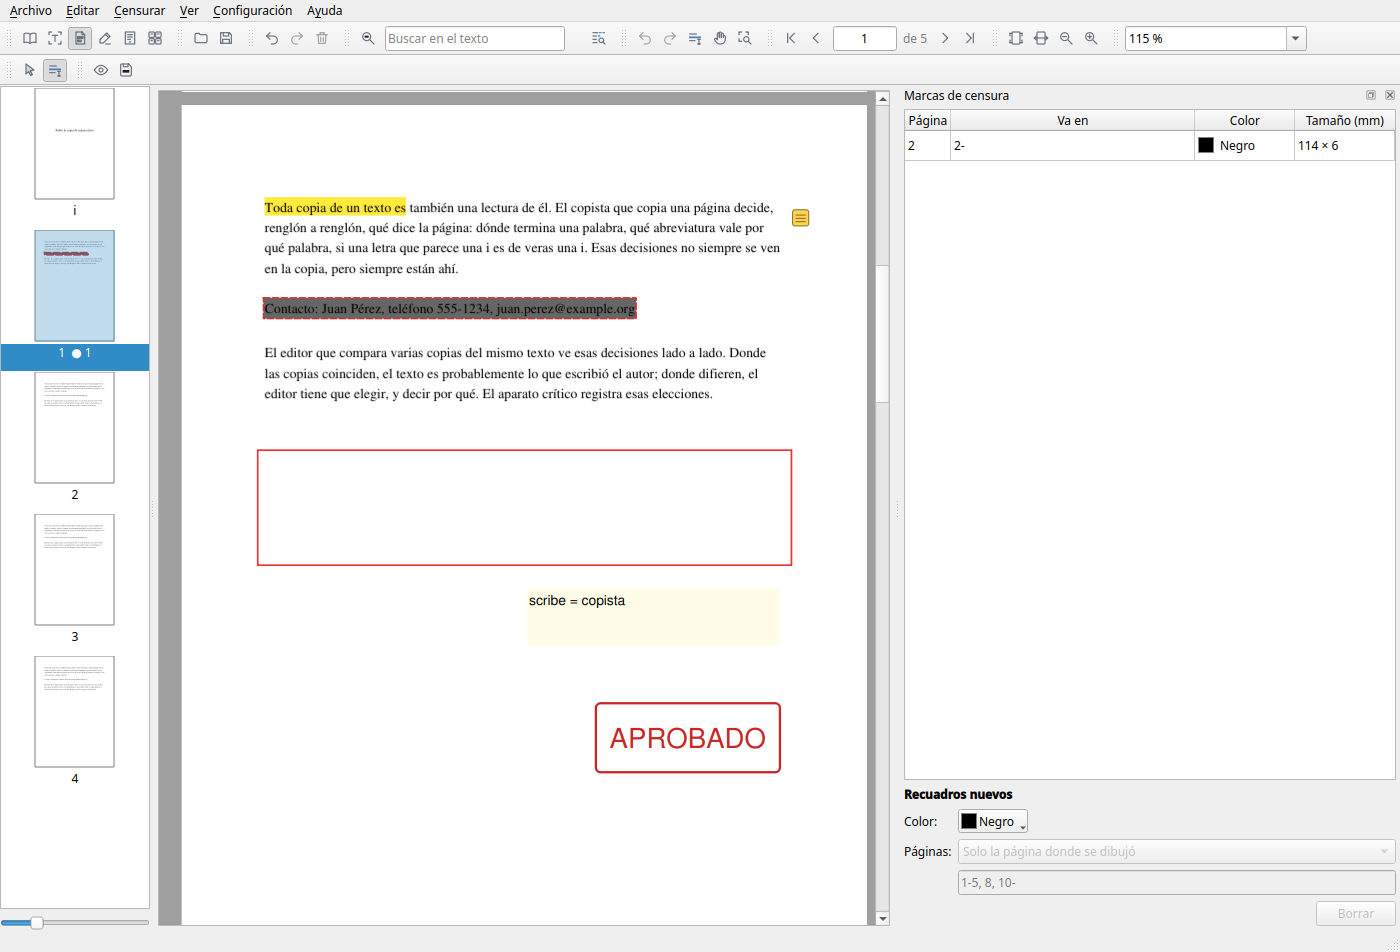 Archivo Editar Censurar Ver Configuración Ayuda
Buscar en el texto
1
de 5
115 %
i
1 1
2
3
4
Toda copia de un texto es también una lectura de él. El copista que copia una página decide,
renglón a renglón, qué dice la página: dónde termina una palabra, qué abreviatura vale por
qué palabra, si una letra que parece una i es de veras una i. Esas decisiones no siempre se ven
en la copia, pero siempre están ahí.
Contacto: Juan Pérez, teléfono 555-1234, juan.perez@example.org
El editor que compara varias copias del mismo texto ve esas decisiones lado a lado. Donde
las copias coinciden, el texto es probablemente lo que escribió el autor; donde difieren, el
editor tiene que elegir, y decir por qué. El aparato crítico registra esas elecciones.
scribe = copista
APROBADO
Marcas de censura
Página Va en Color Tamaño (mm)
2 2- Negro 114 × 6
Recuadros nuevos
Color: Negro
Páginas: Solo la página donde se dibujó
1-5, 8, 10-
Borrar